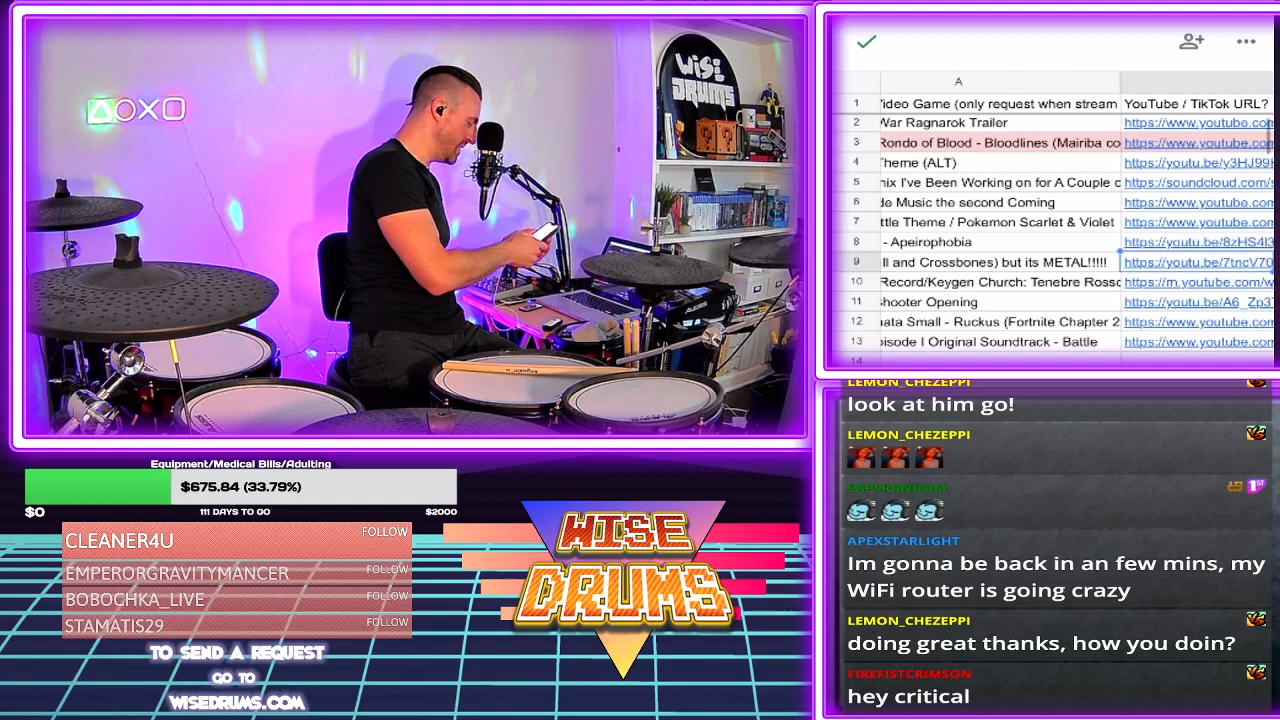 WiSE
DRUMS
A
1 Video Game (only request when stream YouTube / TikTok URL?
2 War Ragnarok Trailer https://www.youtube.com
3 Rondo of Blood - Bloodlines (Mairiba co https://www.youtube.com
4 Theme (ALT) https://youtu.be/y3HJ99H
5 nix I've Been Working on for A Couple c https://soundcloud.com/s
6 de Music the second Coming https://www.youtube.com
7 ttle Theme / Pokemon Scarlet & Violet https://www.youtube.com
8 - Apeirophobia https://youtu.be/8zHS4l3
9 ll and Crossbones) but its METAL!!!!! https://youtu.be/7tncV70
10 Record/Keygen Church: Tenebre Rosso https://m.youtube.com/w
11 Shooter Opening https://youtu.be/A6_Zp3
12 nata Small - Ruckus (Fortnite Chapter 2 https://www.youtube.com
13 pisode I Original Soundtrack - Battle https://www.youtube.com
14
LEMON_CHEZEPPI
look at him go!
LEMON_CHEZEPPI
1ST
APEXSTARLIGHT
Im gonna be back in an few mins, my
WiFi router is going crazy
LEMON_CHEZEPPI
doing great thanks, how you doin?
FIREFISTCRIMSON
hey critical
Equipment/Medical Bills/Adulting
$675.84 (33.79%)
$0 111 DAYS TO GO $2000
CLEANER4U FOLLOW
EMPERORGRAVITYMANCER FOLLOW
BOBOCHKA_LIVE FOLLOW
STAMATIS29 FOLLOW
TO SEND A REQUEST
GO TO
WISEDRUMS.COM
WISE
DRUMS